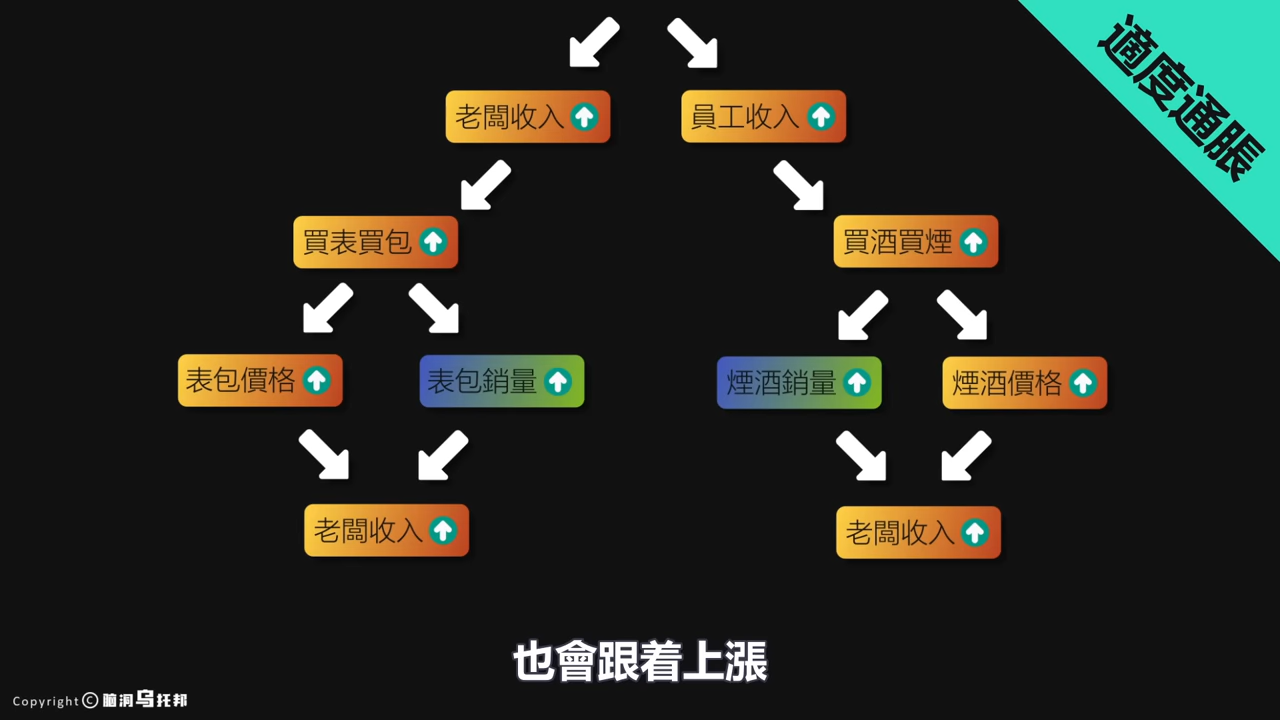 適度通脹
老闆收入
員工收入
買表買包
買酒買煙
表包價格
表包銷量
煙酒銷量
煙酒價格
老闆收入
老闆收入
也會跟着上漲
Copyright © 腦洞烏托邦